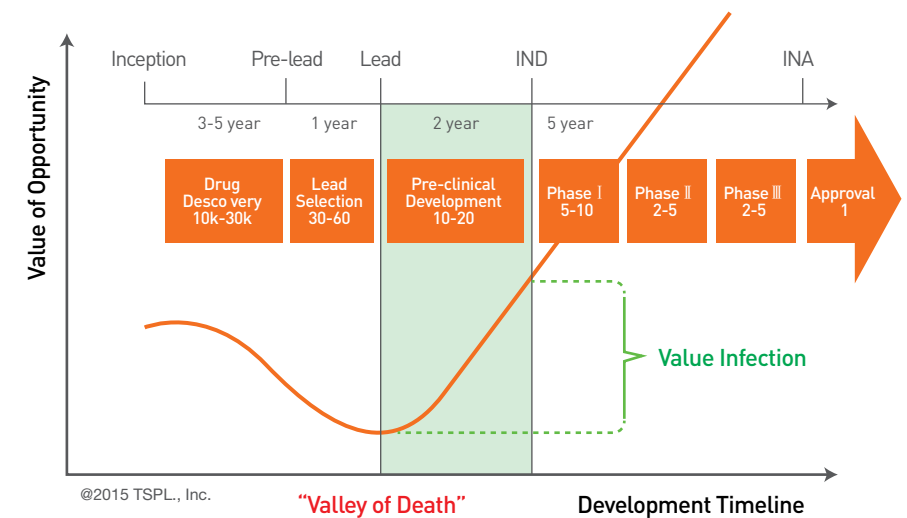 Value of Opportunity
Inception
Pre-lead
Lead
IND
INA
3-5 year
1 year
2 year
5 year
Drug
Desco very
10k-30k
Lead
Selection
30-60
Pre-clinical
Development
10-20
Phase Ⅰ
5-10
Phase Ⅱ
2-5
Phase Ⅲ
2-5
Approval
1
Value Infection
@2015 TSPL., Inc.
“Valley of Death”
Development Timeline